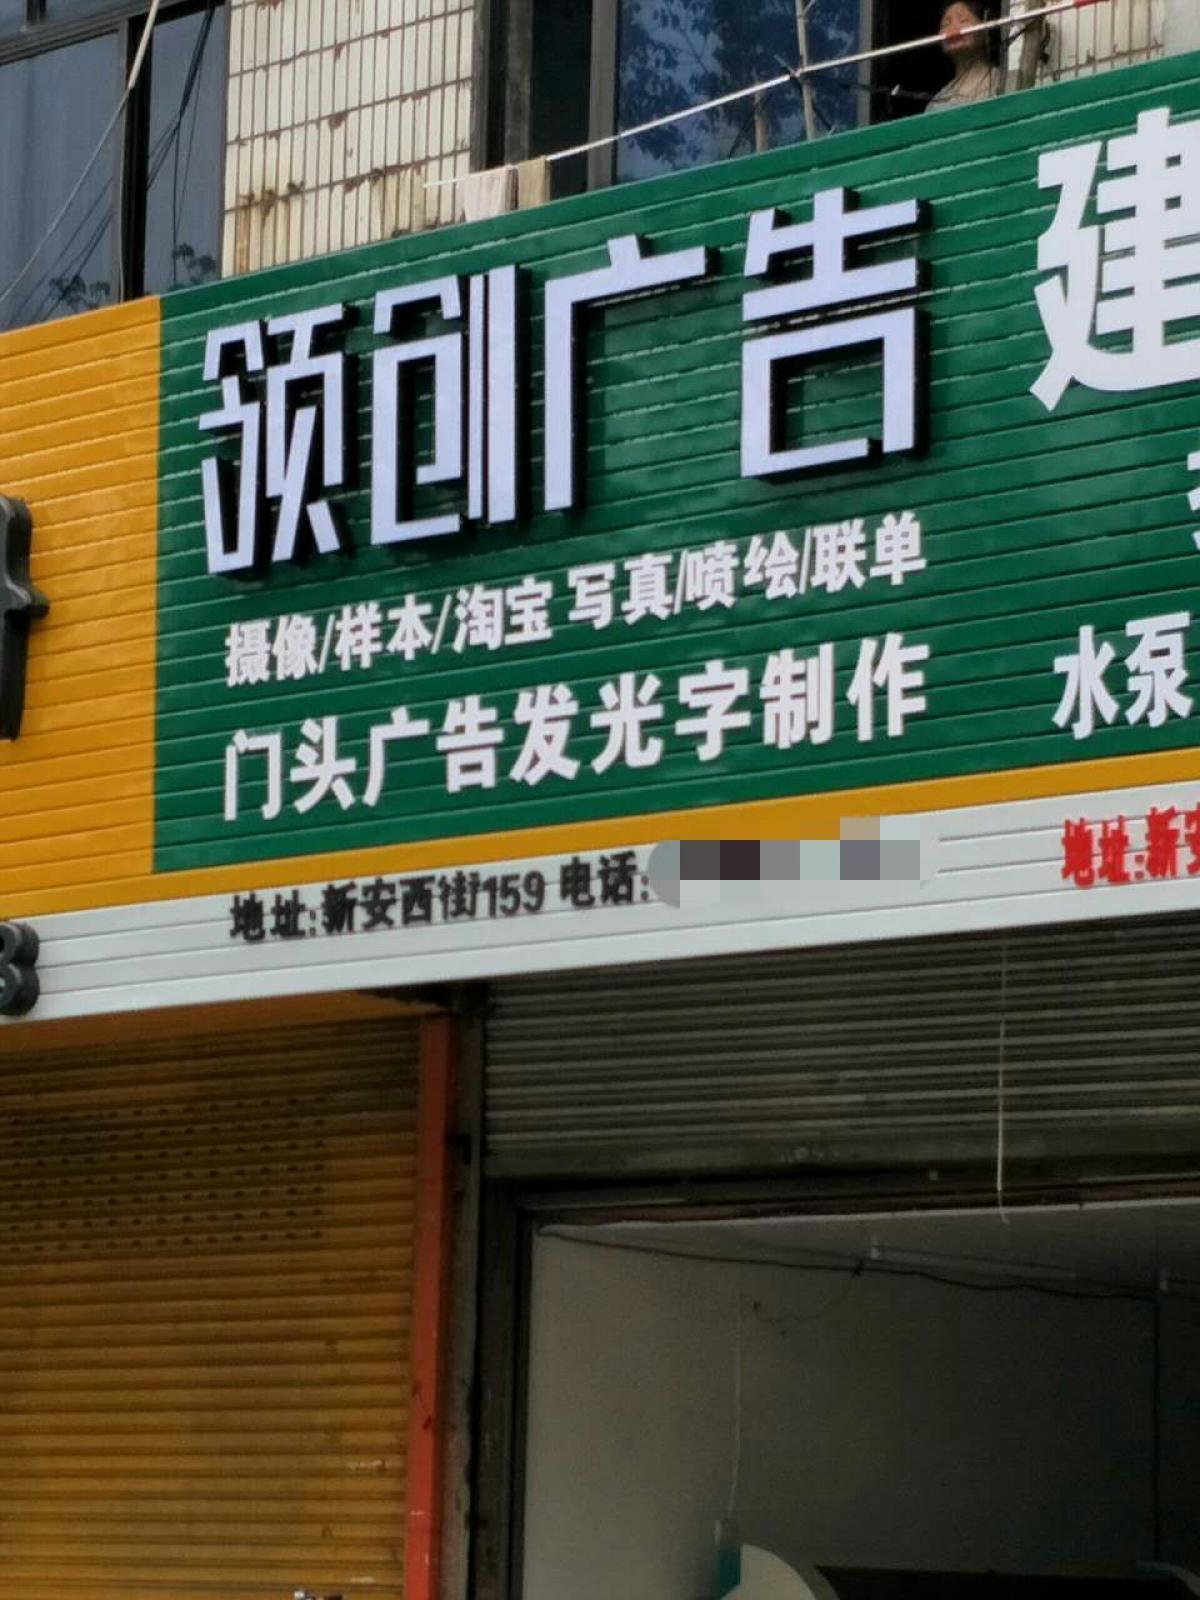 领创广告
摄像/样本/淘宝 写真/喷绘/联单
门头广告发光字制作
地址:新安西街159 电话:
建
水泵
地址:新安
8